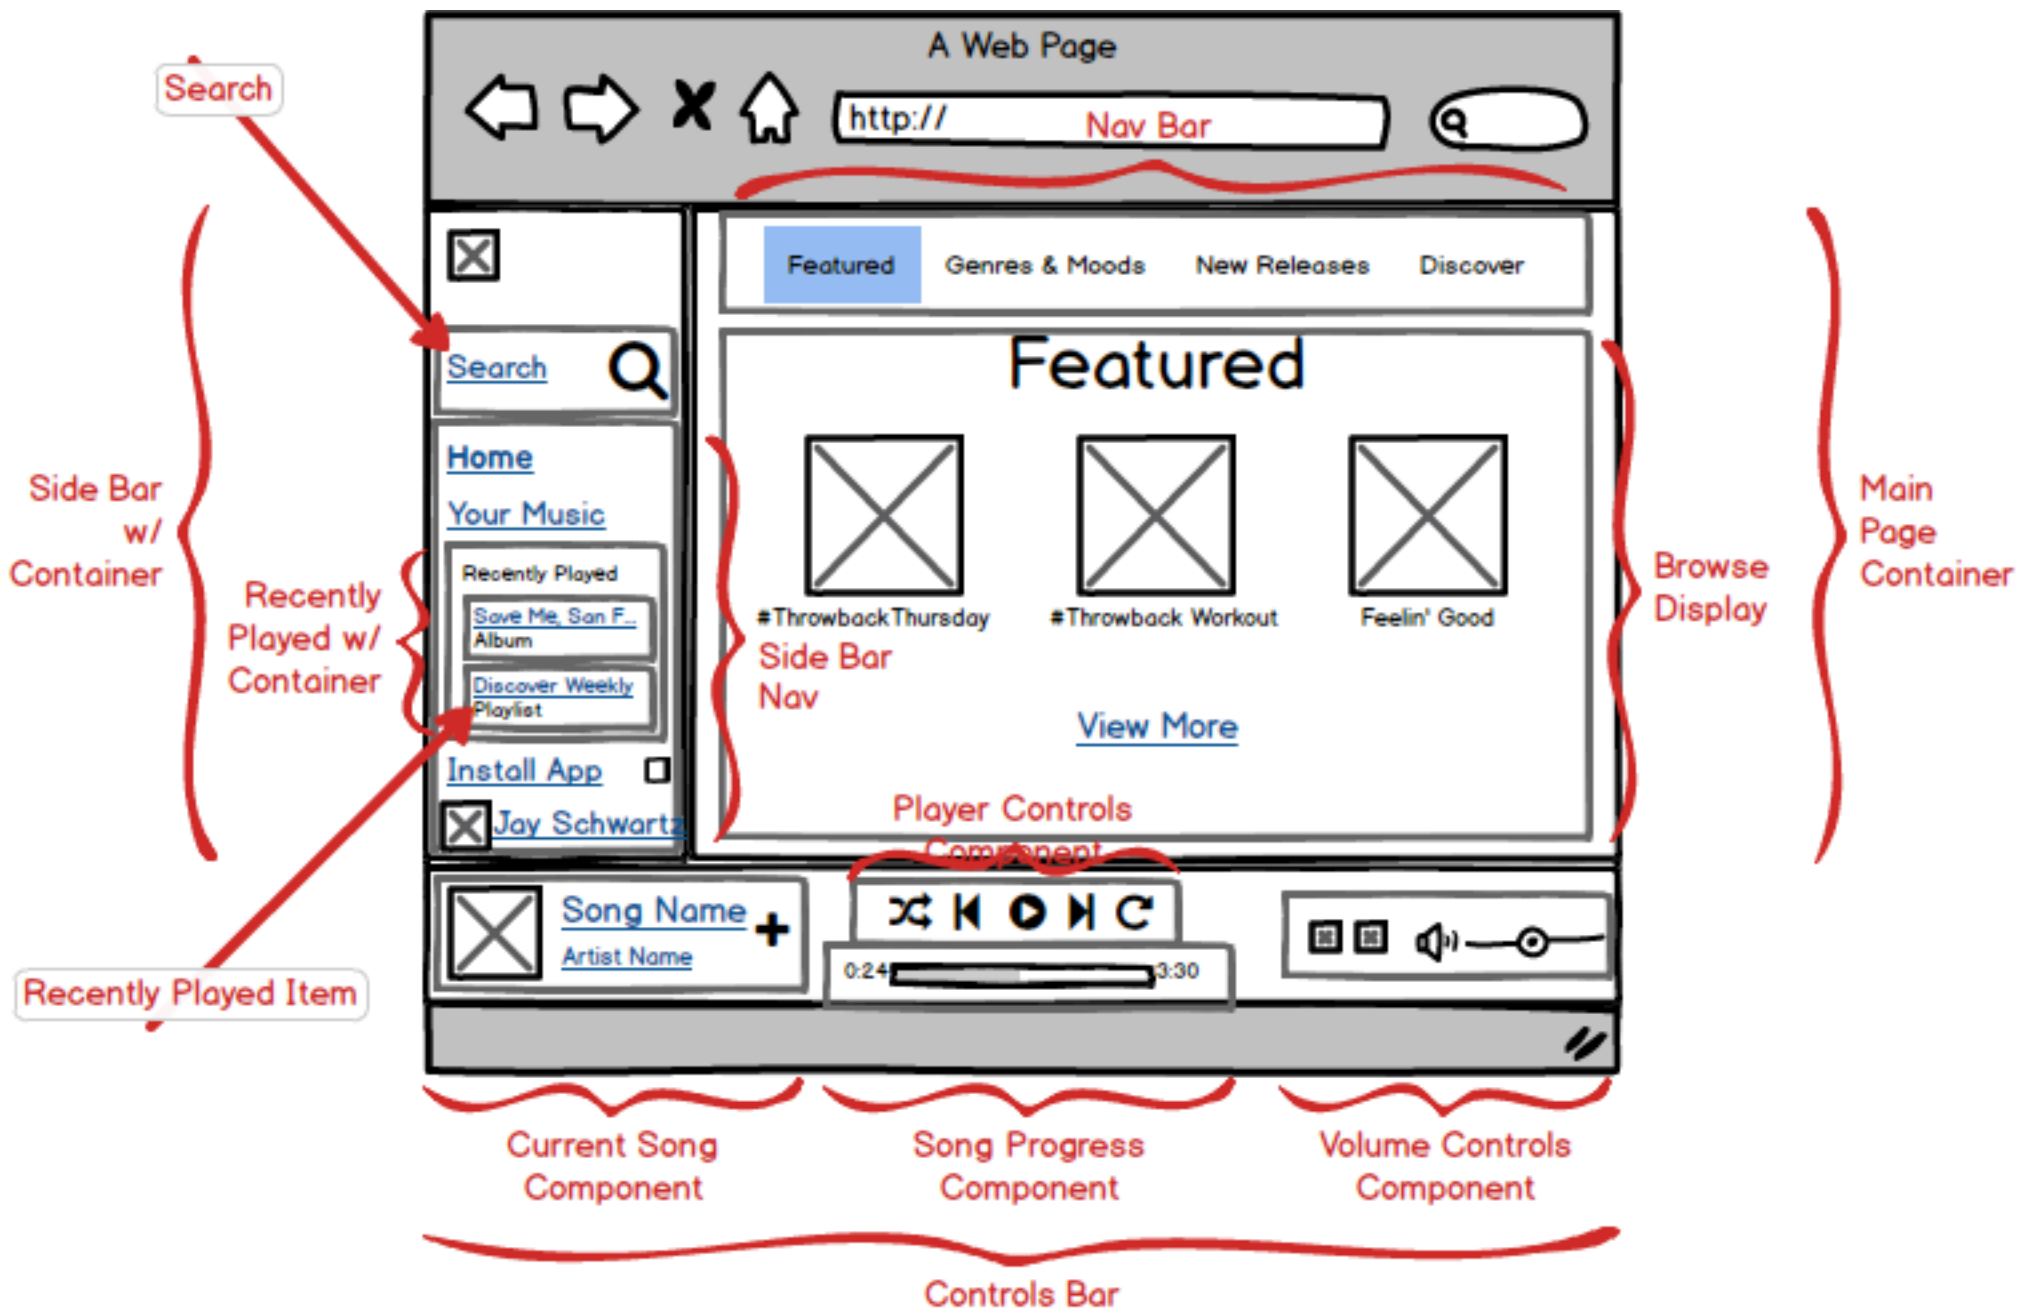 A Web Page
Search
http://
Nav Bar
Featured
Genres & Moods
New Releases
Discover
Search
Featured
Home
Your Music
Side Bar
w/
Container
Main
Page
Container
Recently Played
Save Me, San F...
Album
Discover Weekly
Playlist
Recently
Played w/
Container
#ThrowbackThursday
#Throwback Workout
Feelin' Good
Browse
Display
Side Bar
Nav
View More
Install App
Jay Schwartz
Player Controls
Component
Song Name
Artist Name
0:24
3:30
Recently Played Item
Current Song
Component
Song Progress
Component
Volume Controls
Component
Controls Bar